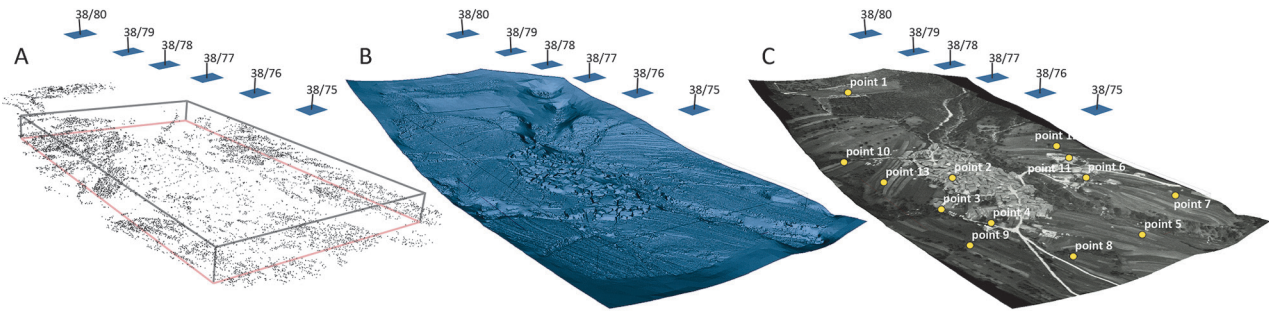 A
38/80
38/79
38/78
38/77
38/76
38/75
B
38/80
38/79
38/78
38/77
38/76
38/75
C
38/80
38/79
38/78
38/77
38/76
38/75
point 1
point 10
point 13
point 2
point 11
point 6
point 7
point 3
point 4
point 5
point 9
point 8